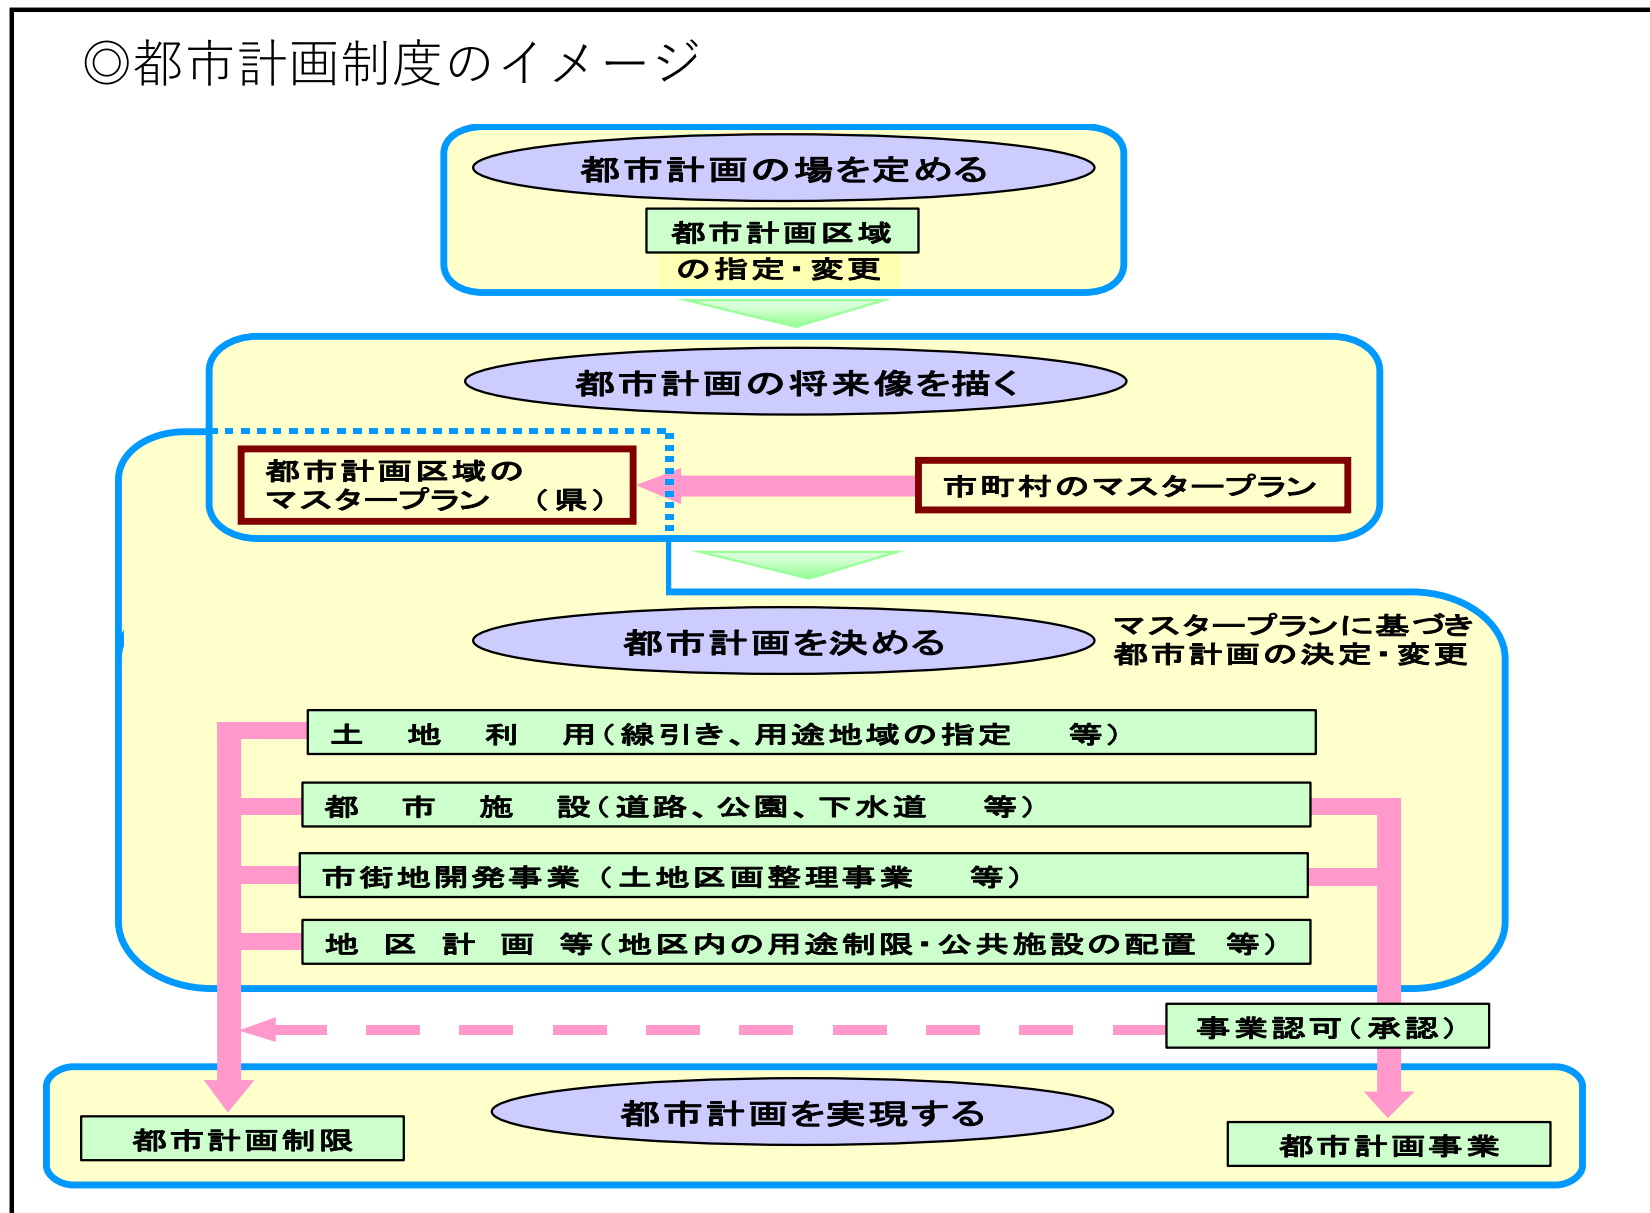 ◎都市計画制度のイメージ
都市計画の場を定める
都市計画区域
の指定・変更
都市計画の将来像を描く
都市計画区域の
マスタープラン （県）
市町村のマスタープラン
都市計画を決める
マスタープランに基づき
都市計画の決定・変更
土 地 利 用（線引き、用途地域の指定 等）
都 市 施 設（道路、公園、下水道 等）
市街地開発事業（土地区画整理事業 等）
地 区 計 画 等（地区内の用途制限・公共施設の配置 等）
事業認可（承認）
都市計画を実現する
都市計画制限
都市計画事業